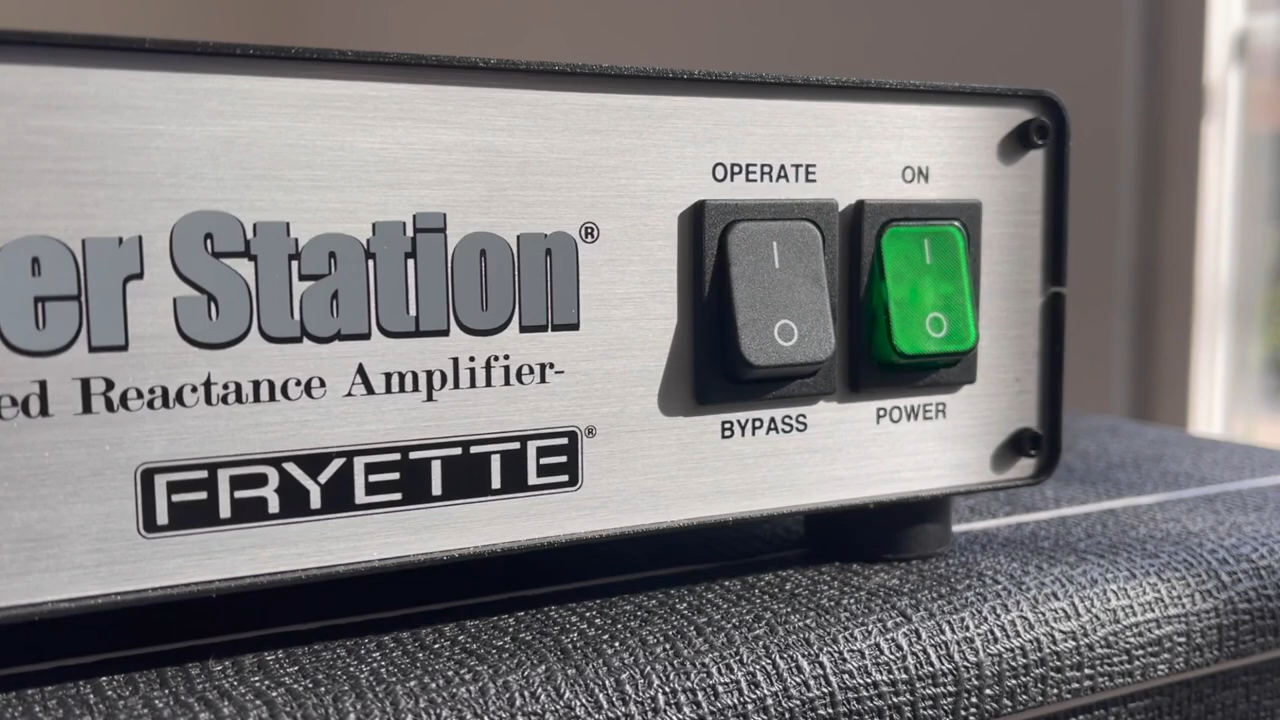 er Station®
ed Reactance Amplifier-
FRYETTE®
OPERATE
I
O
BYPASS
ON
I
O
POWER